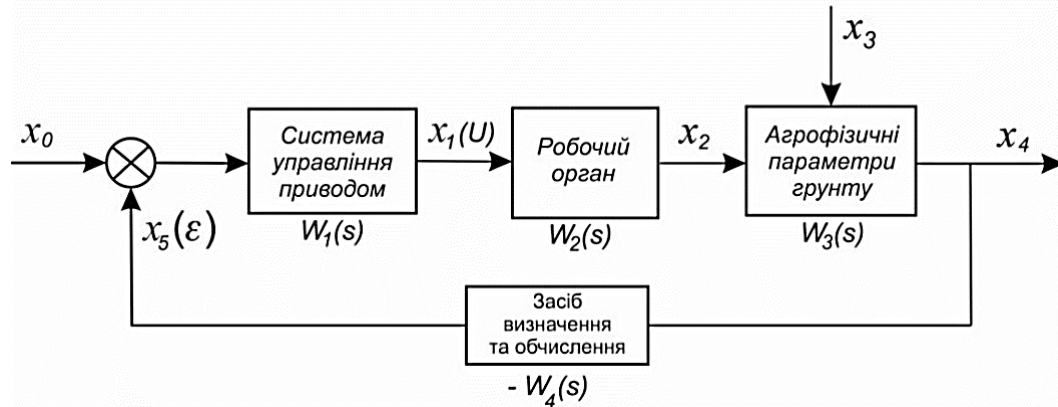 x₃
x₀
Система
управління
приводом
x₁(U)
Робочий
орган
x₂
Агрофізичні
параметри
грунту
x₄
x₅(ε)
W₁(s)
W₂(s)
W₃(s)
Засіб
визначення
та обчислення
- W₄(s)